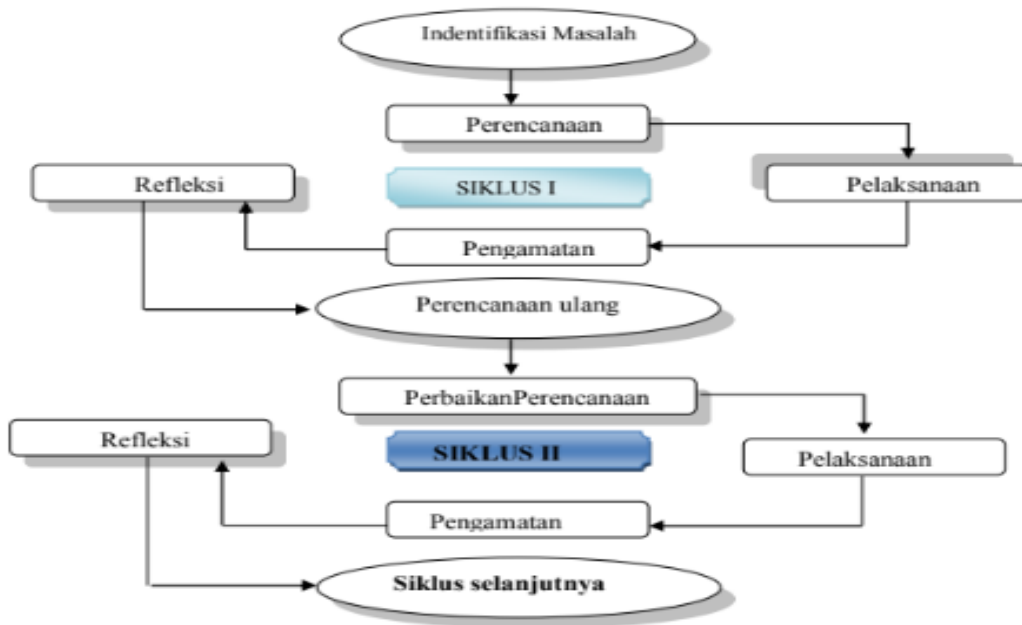 Indentifikasi Masalah
Perencanaan
Refleksi
SIKLUS I
Pelaksanaan
Pengamatan
Perencanaan ulang
PerbaikanPerencanaan
Refleksi
SIKLUS II
Pelaksanaan
Pengamatan
Siklus selanjutnya